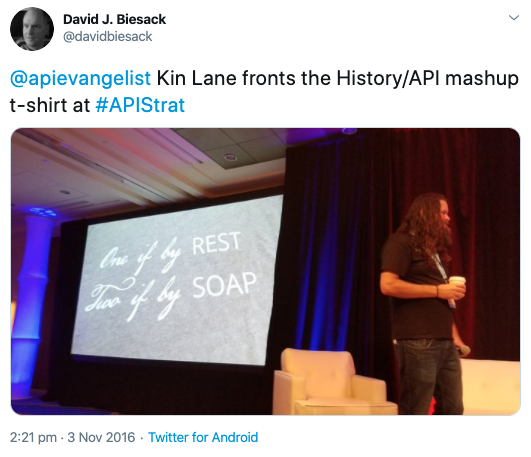 David J. Biesack
@davidbiesack
@apievangelist Kin Lane fronts the History/API mashup
t-shirt at #APIStrat
One if by REST
Two if by SOAP
2:21 pm · 3 Nov 2016 · Twitter for Android